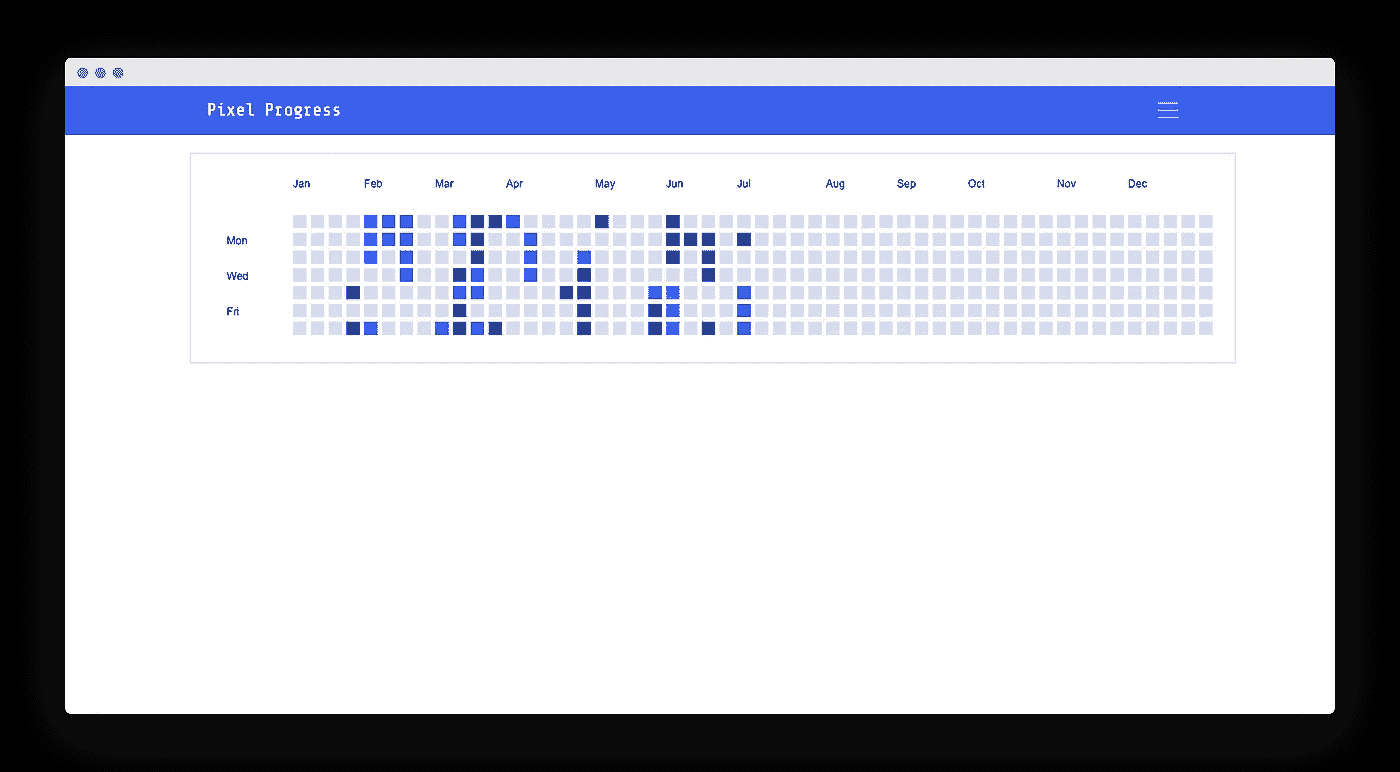 Pixel Progress
Jan Feb Mar Apr May Jun Jul Aug Sep Oct Nov Dec
Mon
Wed
Fri